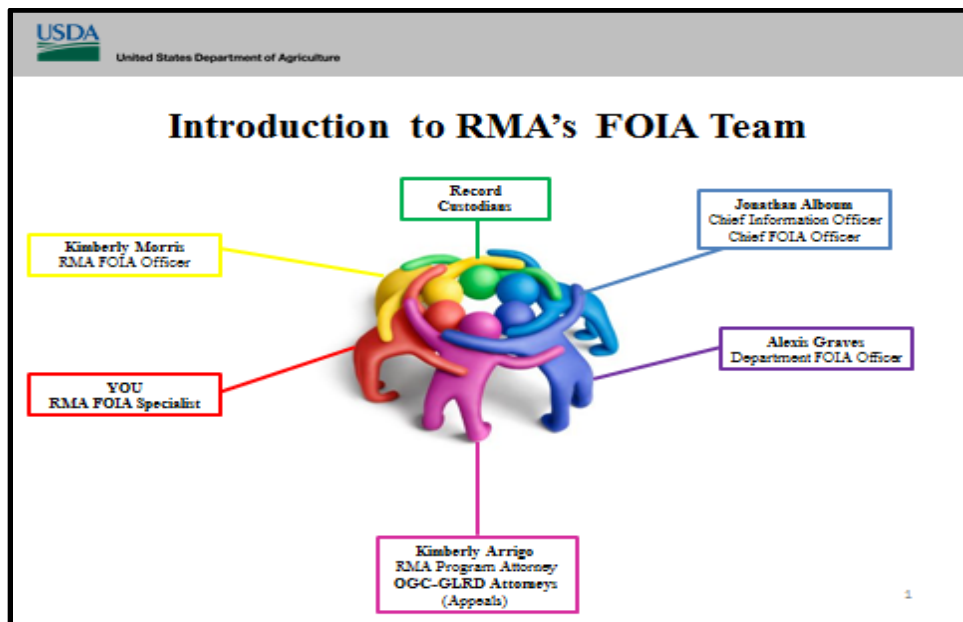 USDA
United States Department of Agriculture
Introduction to RMA's FOIA Team
Record
Custodians
Jonathan Alboum
Chief Information Officer
Chief FOIA Officer
Kimberly Morris
RMA FOIA Officer
Alexis Graves
Department FOIA Officer
YOU
RMA FOIA Specialist
Kimberly Arrigo
RMA Program Attorney
OGC-GLRD Attorneys
(Appeals)
1